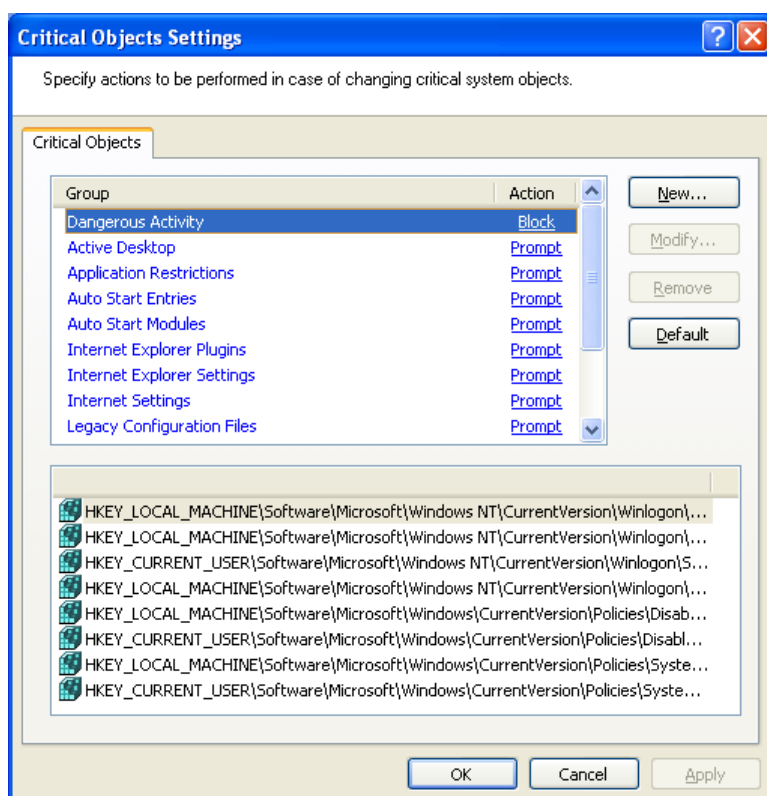 Critical Objects Settings
Specify actions to be performed in case of changing critical system objects.
Critical Objects
Group Action
Dangerous Activity Block
Active Desktop Prompt
Application Restrictions Prompt
Auto Start Entries Prompt
Auto Start Modules Prompt
Internet Explorer Plugins Prompt
Internet Explorer Settings Prompt
Internet Settings Prompt
Legacy Configuration Files Prompt
New...
Modify...
Remove
Default
HKEY_LOCAL_MACHINE\Software\Microsoft\Windows NT\CurrentVersion\Winlogon\...
HKEY_LOCAL_MACHINE\Software\Microsoft\Windows NT\CurrentVersion\Winlogon\...
HKEY_CURRENT_USER\Software\Microsoft\Windows NT\CurrentVersion\Winlogon\S...
HKEY_LOCAL_MACHINE\Software\Microsoft\Windows NT\CurrentVersion\Winlogon\...
HKEY_LOCAL_MACHINE\Software\Microsoft\Windows\CurrentVersion\Policies\Disab...
HKEY_CURRENT_USER\Software\Microsoft\Windows\CurrentVersion\Policies\Disabl...
HKEY_LOCAL_MACHINE\Software\Microsoft\Windows\CurrentVersion\Policies\Syste...
HKEY_CURRENT_USER\Software\Microsoft\Windows\CurrentVersion\Policies\Syste...
OK Cancel Apply